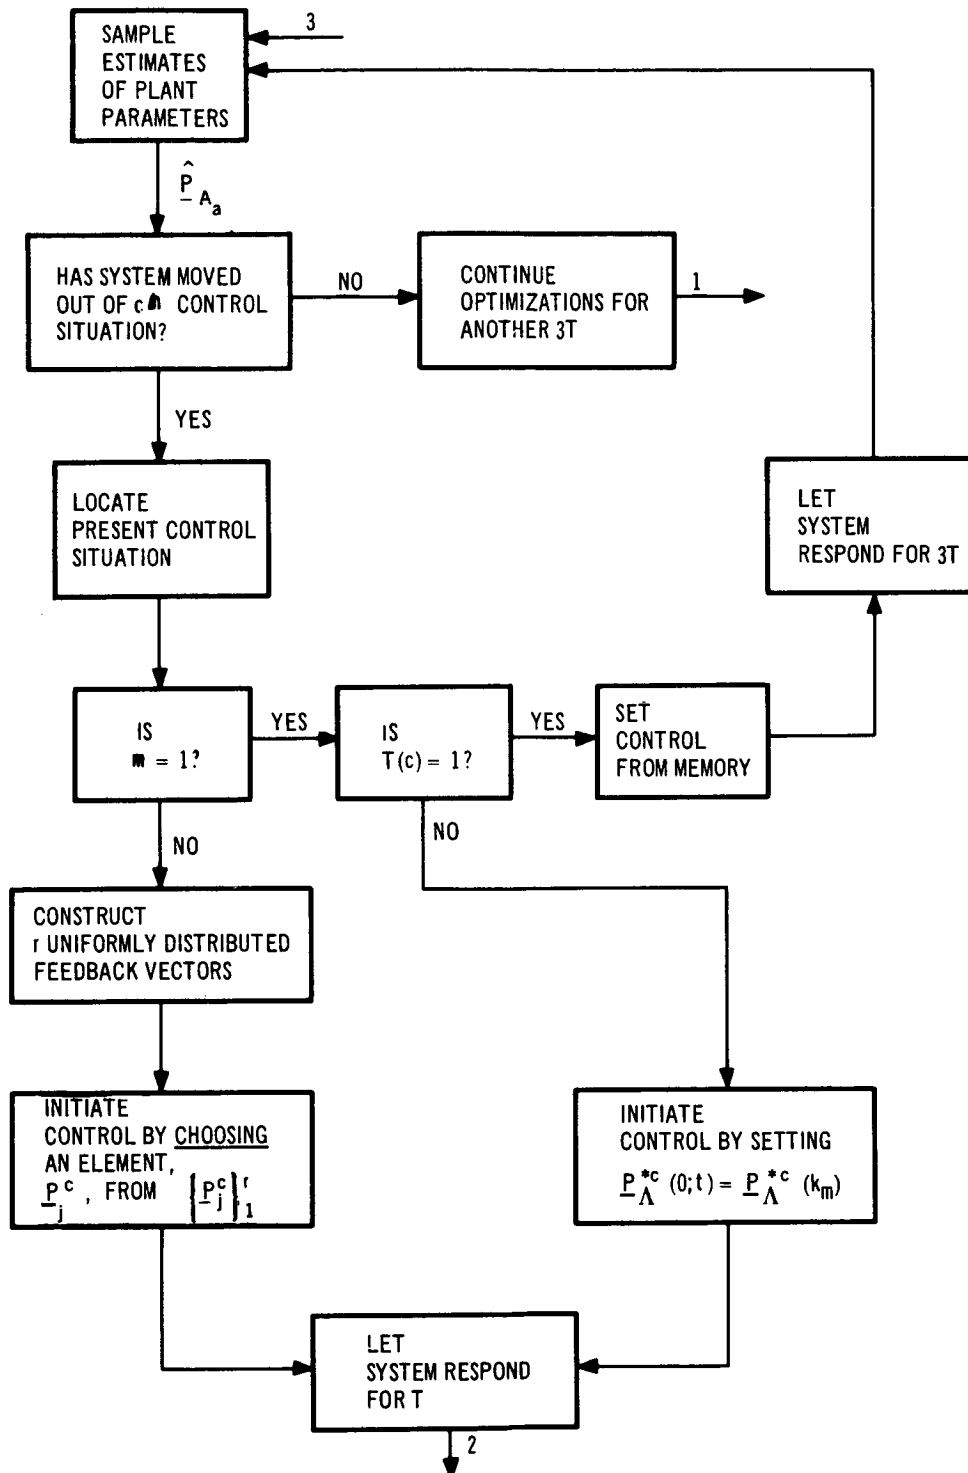 3
SAMPLE
ESTIMATES
OF PLANT
PARAMETERS
P̂ A_a
HAS SYSTEM MOVED
OUT OF c CONTROL
SITUATION?
NO
CONTINUE
OPTIMIZATIONS FOR
ANOTHER 3T
1
YES
LOCATE
PRESENT CONTROL
SITUATION
LET
SYSTEM
RESPOND FOR 3T
IS
m = 1?
YES
IS
T(c) = 1?
YES
SET
CONTROL
FROM MEMORY
NO
NO
CONSTRUCT
r UNIFORMLY DISTRIBUTED
FEEDBACK VECTORS
INITIATE
CONTROL BY CHOOSING
AN ELEMENT,
P_j^c , FROM [P_j^c]_1^r
INITIATE
CONTROL BY SETTING
P_Λ^*c (0;t) = P_Λ^*c (k_m)
LET
SYSTEM RESPOND
FOR T
2